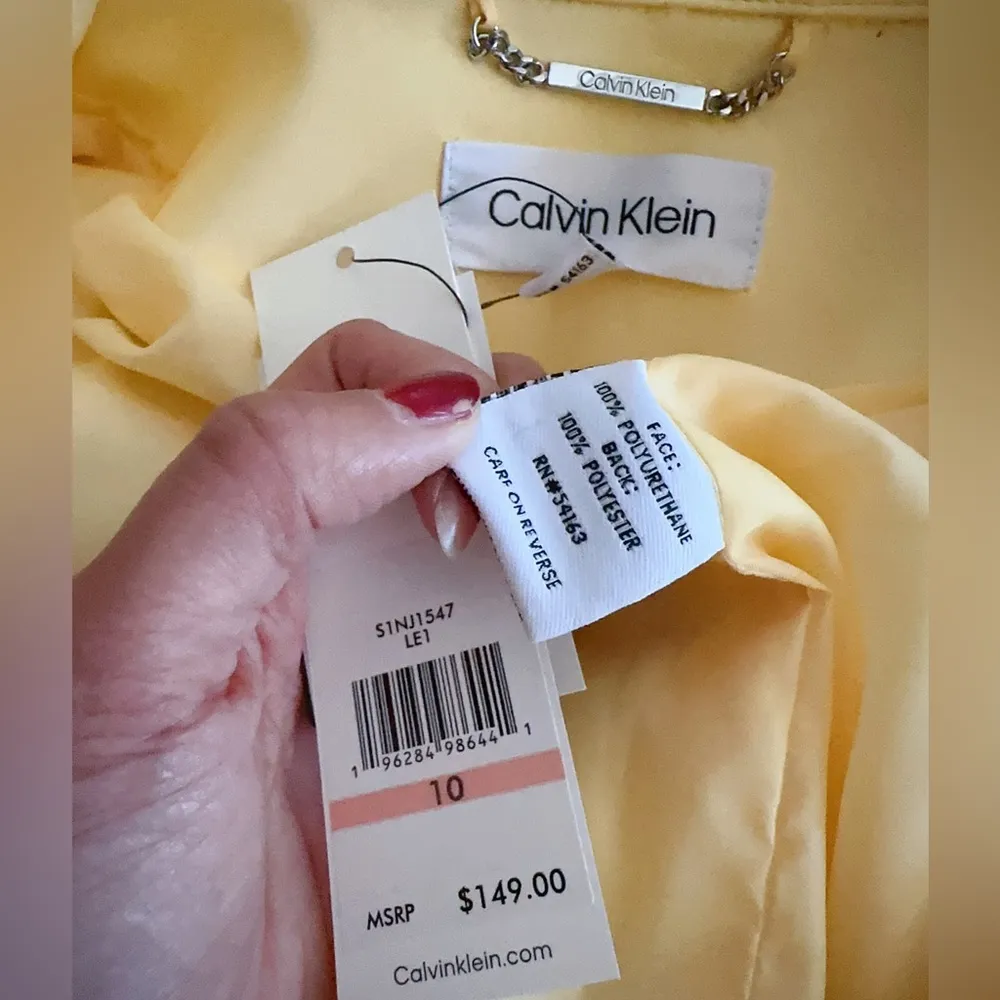 Calvin Klein
Calvin Klein
54163
FACE:
100% POLYURETHANE
BACK:
100% POLYESTER
RN#54163
CARE ON REVERSE
S1NJ1547
LE1
1 96284 98644 1
10
MSRP $149.00
Calvinklein.com